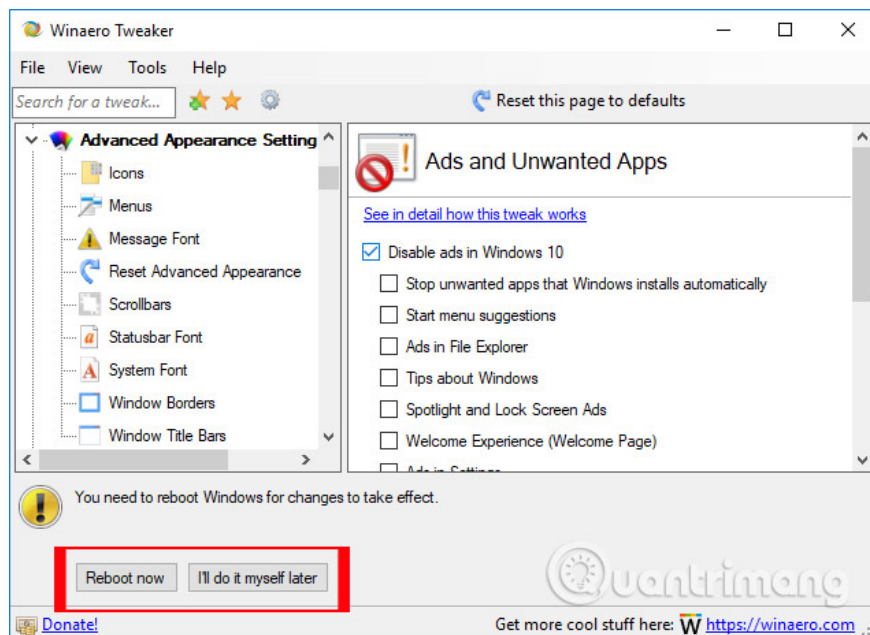 Winaero Tweaker
File View Tools Help
Search for a tweak...
Reset this page to defaults
Advanced Appearance Setting
Icons
Menus
Message Font
Reset Advanced Appearance
Scrollbars
Statusbar Font
System Font
Window Borders
Window Title Bars
Ads and Unwanted Apps
See in detail how this tweak works
Disable ads in Windows 10
Stop unwanted apps that Windows installs automatically
Start menu suggestions
Ads in File Explorer
Tips about Windows
Spotlight and Lock Screen Ads
Welcome Experience (Welcome Page)
Ads in Settings
You need to reboot Windows for changes to take effect.
Reboot now I'll do it myself later
Quantrimang
Donate! Get more cool stuff here: W https://winaero.com